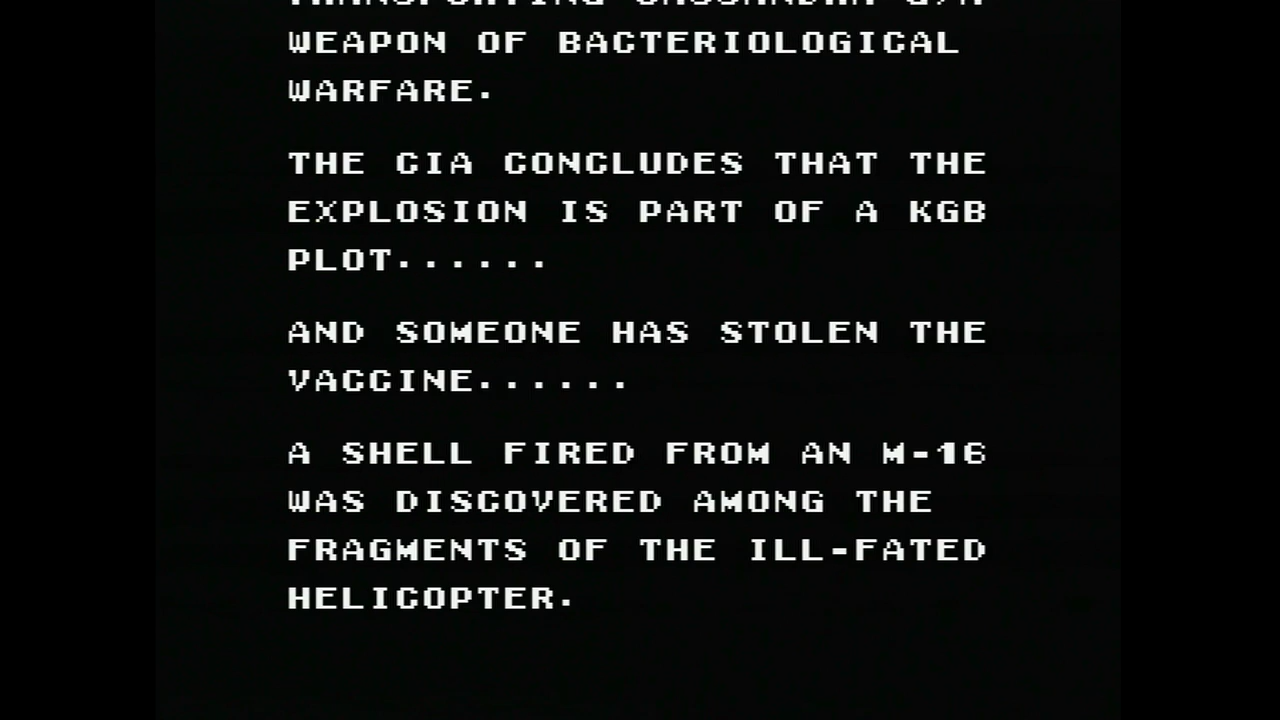 WEAPON OF BACTERIOLOGICAL
WARFARE.
THE CIA CONCLUDES THAT THE
EXPLOSION IS PART OF A KGB
PLOT......
AND SOMEONE HAS STOLEN THE
VACCINE......
A SHELL FIRED FROM AN M-16
WAS DISCOVERED AMONG THE
FRAGMENTS OF THE ILL-FATED
HELICOPTER.